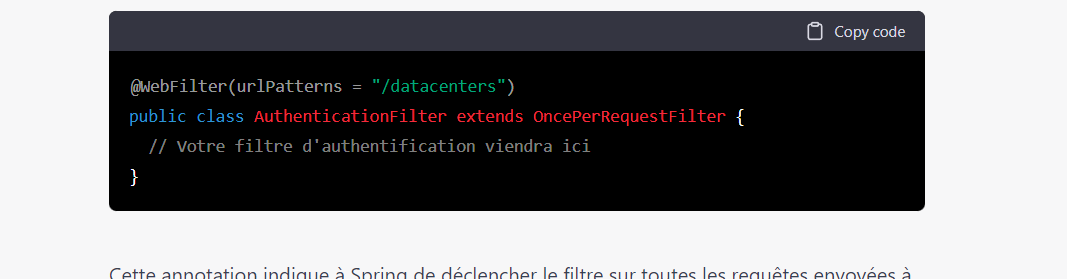 Copy code
@WebFilter(urlPatterns = "/datacenters")
public class AuthenticationFilter extends OncePerRequestFilter {
// Votre filtre d'authentification viendra ici
}
Cette annotation indique à Spring de déclencher le filtre sur toutes les requêtes envoyées à